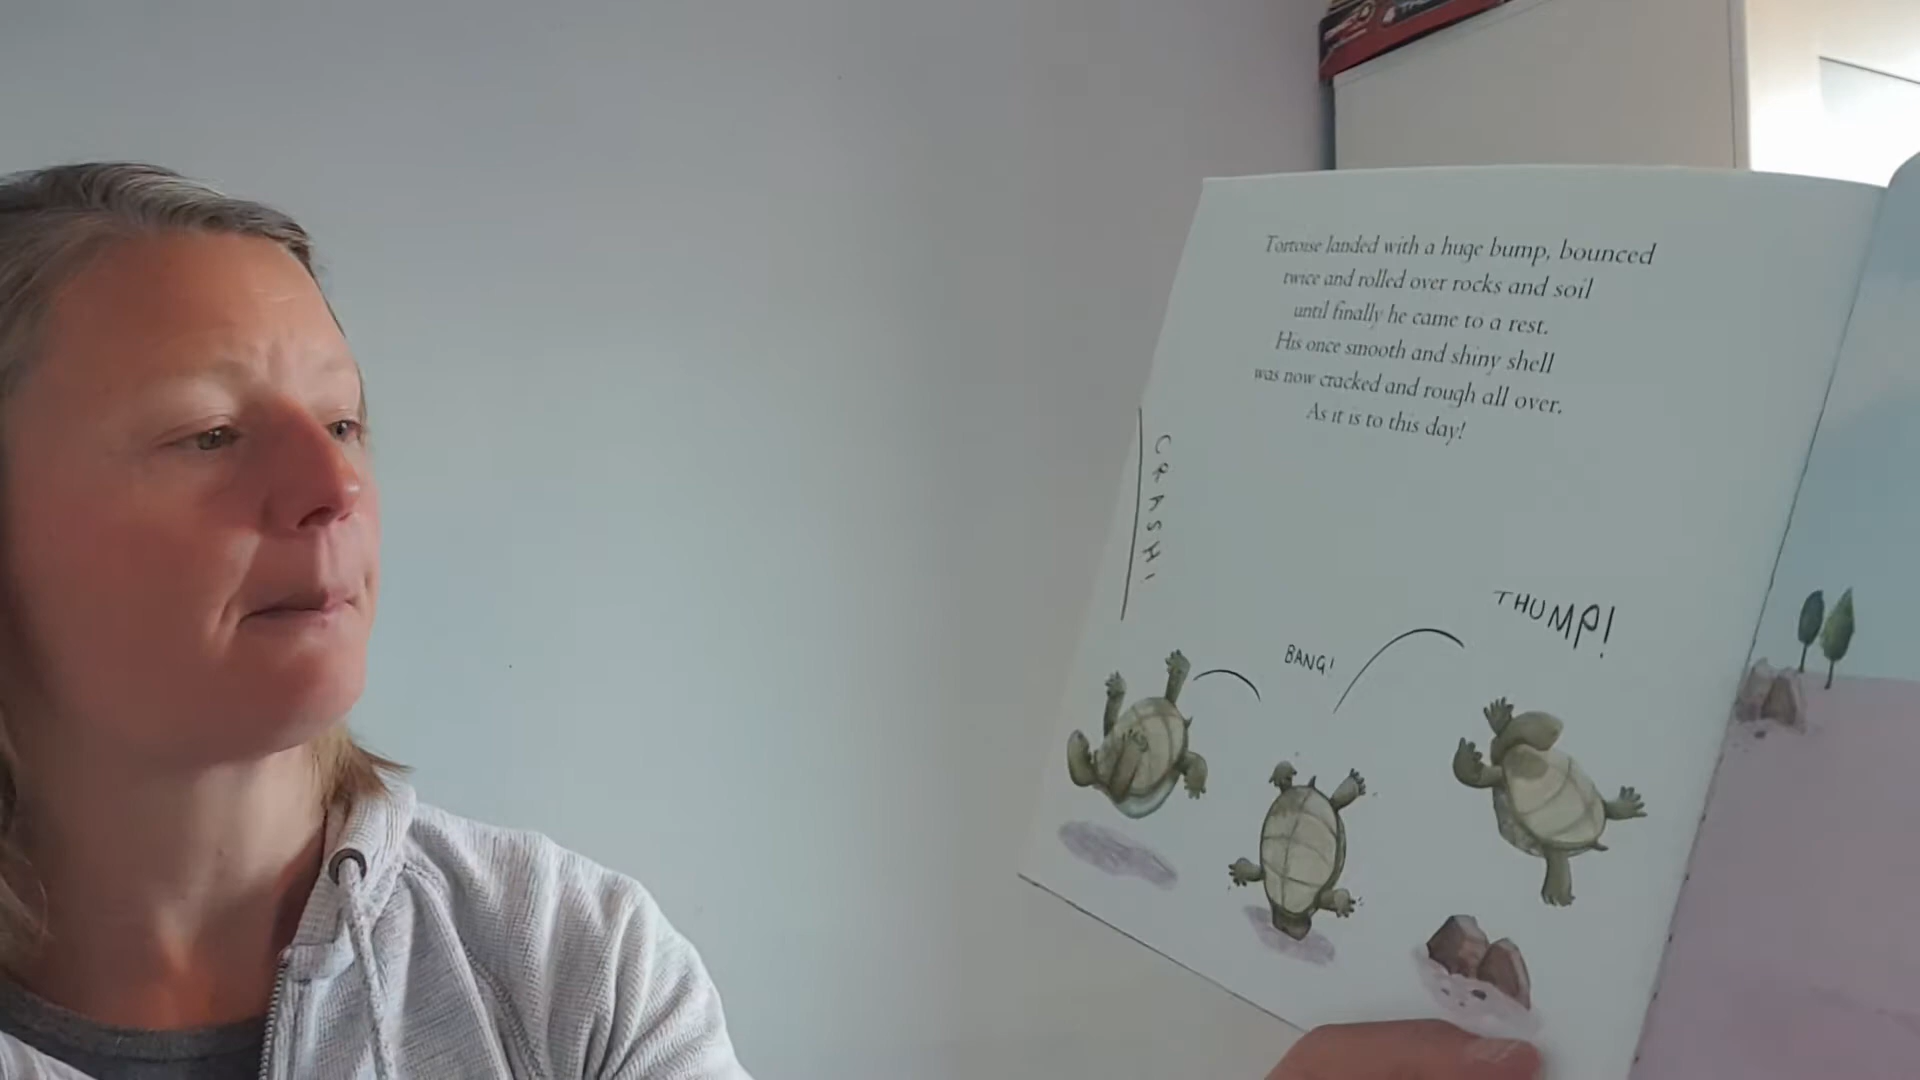 Tortoise landed with a huge bump, bounced
twice and rolled over rocks and soil
until finally he came to a rest.
His once smooth and shiny shell
was now cracked and rough all over.
As it is to this day!
CRASH!
BANG!
THUMP!